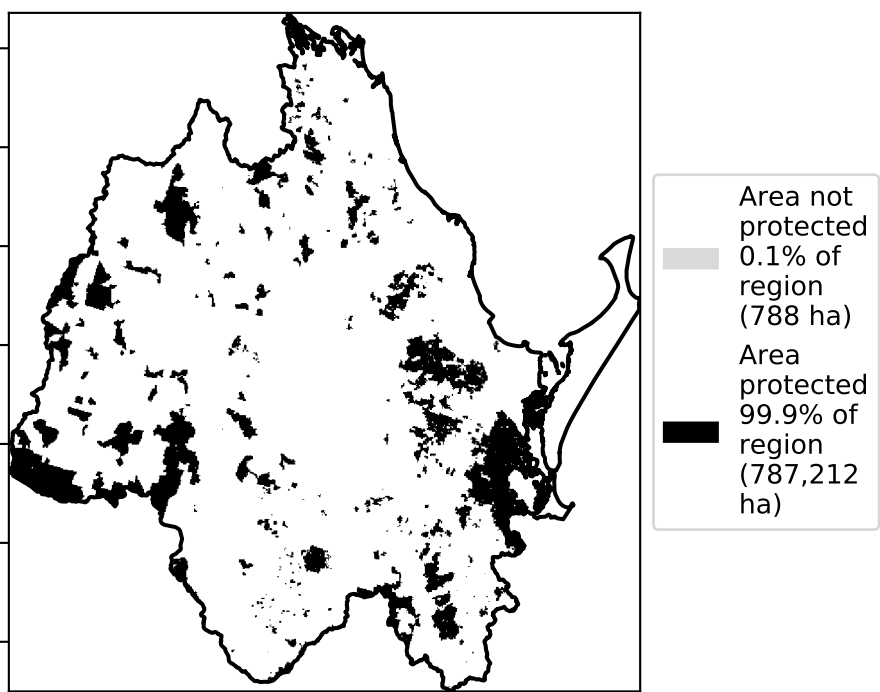 Area not
protected
0.1% of
region
(788 ha)
Area
protected
99.9% of
region
(787,212
ha)